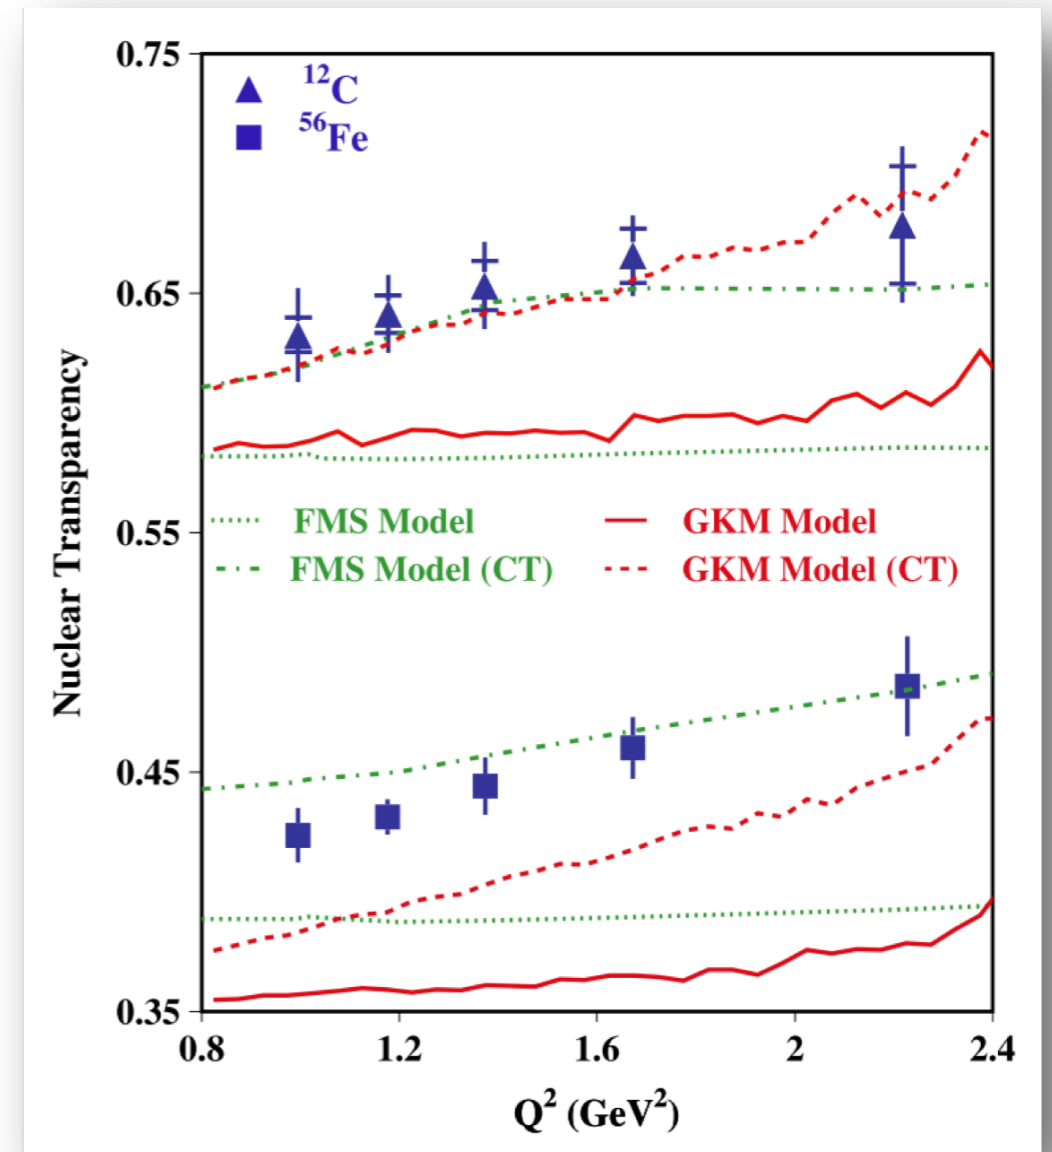 0.75
¹²C
⁵⁶Fe
0.65
0.55
FMS Model
GKM Model
FMS Model (CT)
GKM Model (CT)
Nuclear Transparency
0.45
0.35
0.8 1.2 1.6 2 2.4
Q² (GeV²)